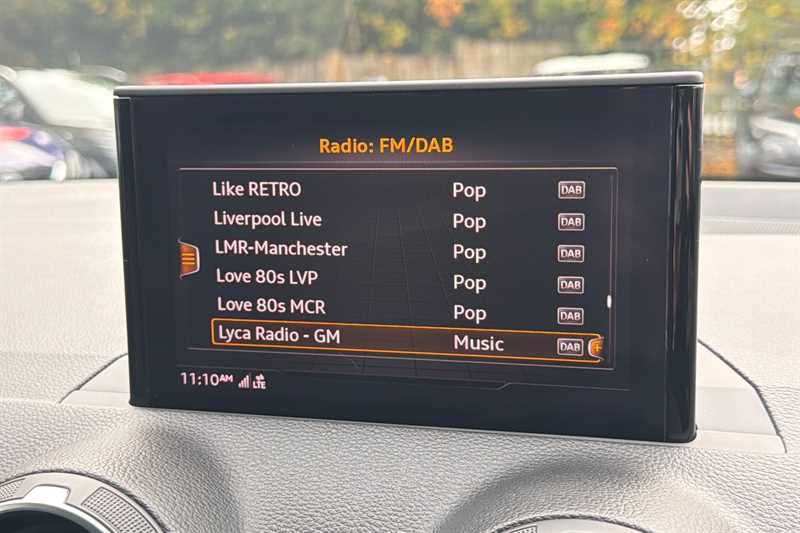 Radio: FM/DAB
Like RETRO Pop DAB
Liverpool Live Pop DAB
LMR-Manchester Pop DAB
Love 80s LVP Pop DAB
Love 80s MCR Pop DAB
Lyca Radio - GM Music DAB
11:10AM LTE